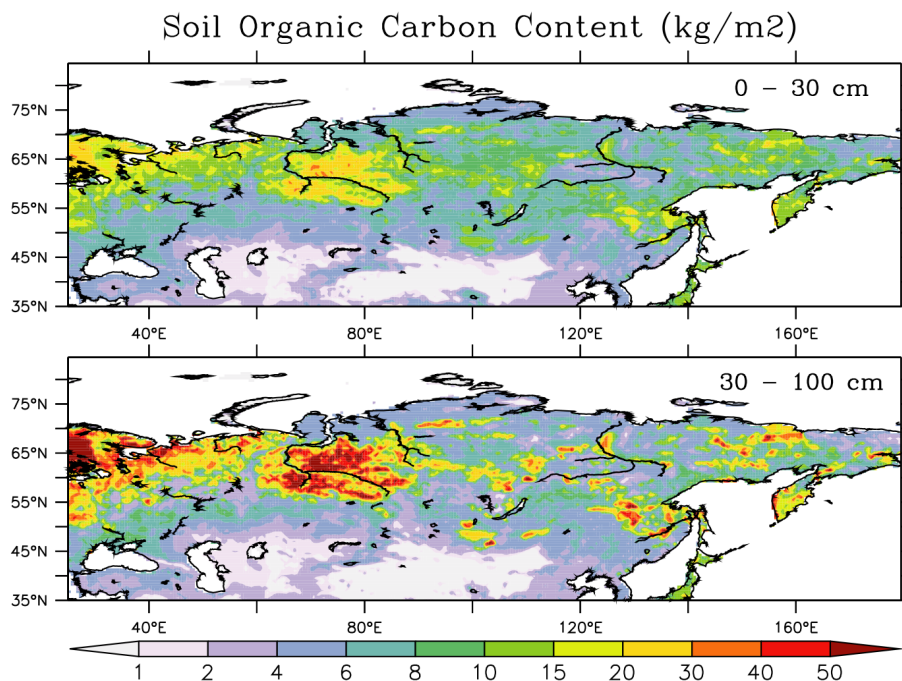 Soil Organic Carbon Content (kg/m2)
0 – 30 cm
75°N
65°N
55°N
45°N
35°N
40°E
80°E
120°E
160°E
30 – 100 cm
75°N
65°N
55°N
45°N
35°N
40°E
80°E
120°E
160°E
1 2 4 6 8 10 15 20 30 40 50